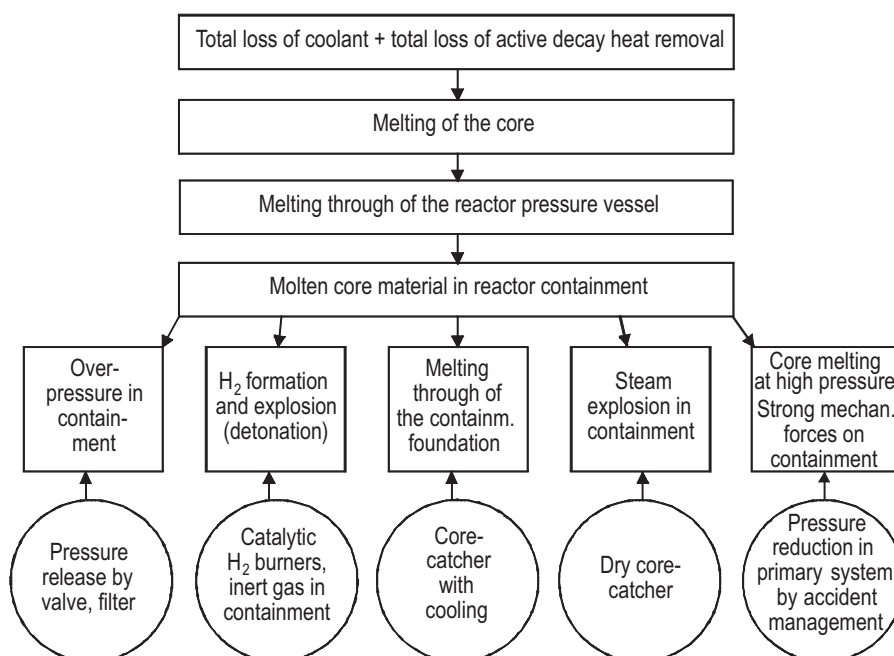 Total loss of coolant + total loss of active decay heat removal
Melting of the core
Melting through of the reactor pressure vessel
Molten core material in reactor containment
Over-
pressure in
contain-
ment
H₂ formation
and explosion
(detonation)
Melting
through of
the containm.
foundation
Steam
explosion in
containment
Core melting
at high pressure
Strong mechan.
forces on
containment
Pressure
release by
valve, filter
Catalytic
H₂ burners,
inert gas in
containment
Core-
catcher
with
cooling
Dry core-
catcher
Pressure
reduction in
primary system
by accident
management